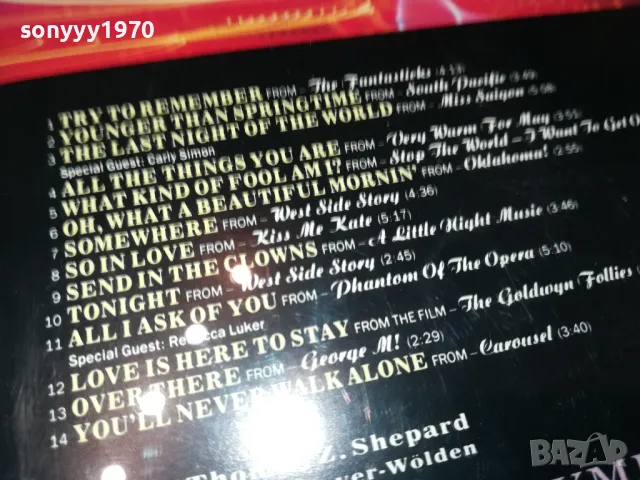 sonyyy1970
1 TRY TO REMEMBER FROM – The Fantasticks (4:13)
2 YOUNGER THAN SPRINGTIME FROM – South Pacific (3:49)
3 THE LAST NIGHT OF THE WORLD FROM – Miss Saigon
Special Guest: Carly Simon
4 ALL THE THINGS YOU ARE FROM – Very Warm For May (3:55)
5 WHAT KIND OF FOOL AM I? FROM – Stop The World – I Want To Get
6 OH, WHAT A BEAUTIFUL MORNIN' FROM – Oklahoma! (2:55)
7 SOMEWHERE FROM – West Side Story (4:36)
8 SO IN LOVE FROM – Kiss Me Kate (5:17)
9 SEND IN THE CLOWNS FROM – A Little Night Music (3:46)
10 TONIGHT FROM – West Side Story (2:45)
11 ALL I ASK OF YOU FROM – Phantom Of The Opera (5:10)
Special Guest: Rebecca Luker
12 LOVE IS HERE TO STAY FROM THE FILM – The Goldwyn Follies
13 OVER THERE FROM – George M! (2:29)
14 YOU'LL NEVER WALK ALONE FROM – Carousel (3:40)
Z. Shepard
ver-Wölden
bazar.bg